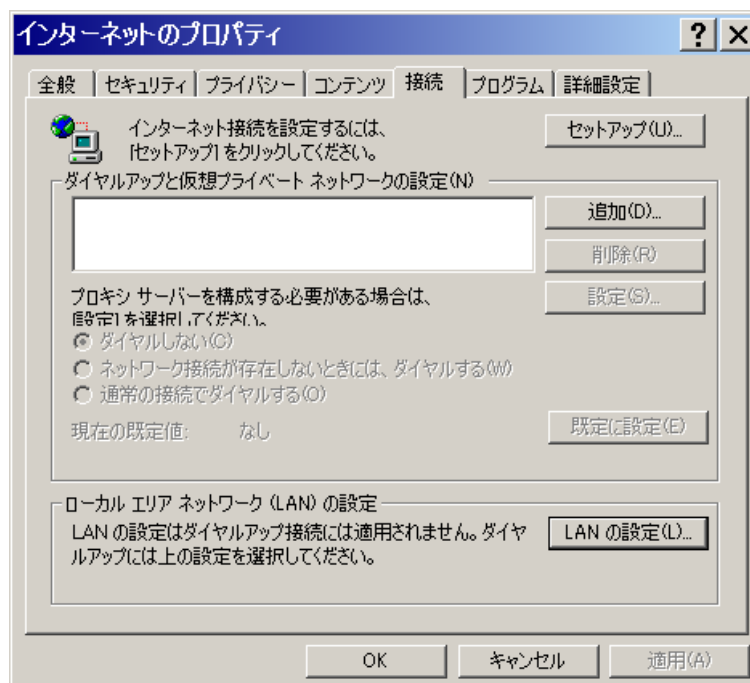 インターネットのプロパティ
全般 セキュリティ プライバシー コンテンツ 接続 プログラム 詳細設定
インターネット接続を設定するには、
[セットアップ] をクリックしてください。
セットアップ(U)...
ダイヤルアップと仮想プライベート ネットワークの設定(N)
追加(D)...
削除(R)
プロキシ サーバーを構成する必要がある場合は、
[設定] を選択してください。
設定(S)...
ダイヤルしない(C)
ネットワーク接続が存在しないときには、ダイヤルする(W)
通常の接続でダイヤルする(O)
現在の既定値: なし
既定に設定(E)
ローカル エリア ネットワーク (LAN) の設定
LAN の設定はダイヤルアップ接続には適用されません。ダイヤ
ルアップには上の設定を選択してください。
LAN の設定(L)...
OK キャンセル 適用(A)